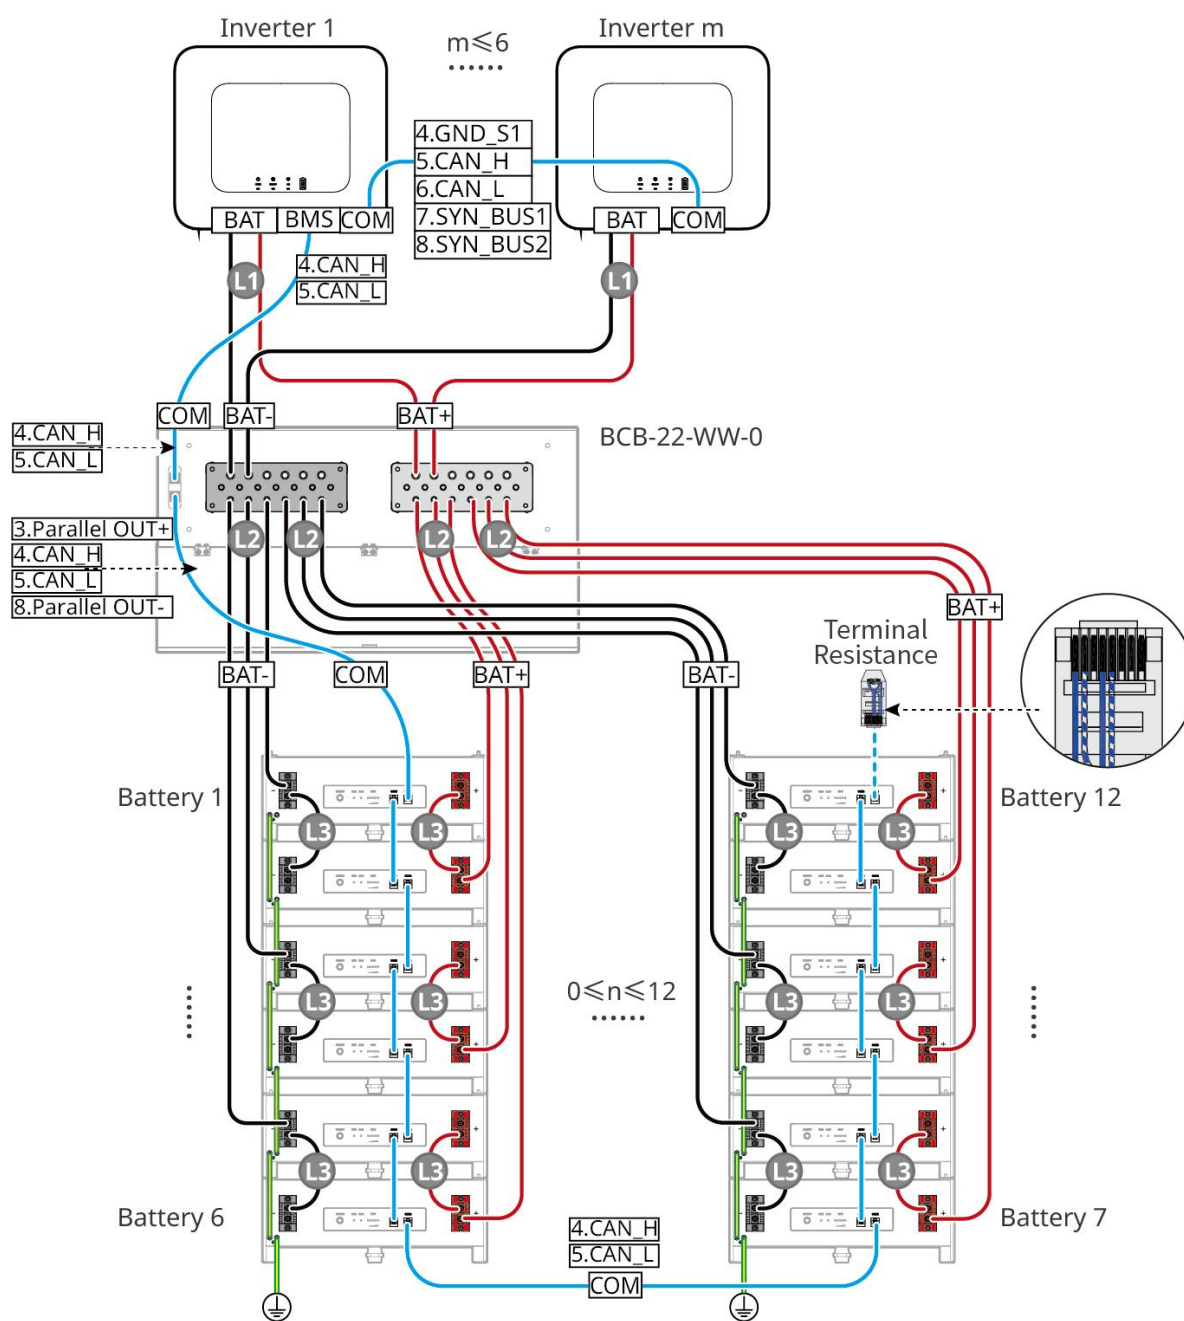 Inverter 1
m≤6
......
Inverter m
4.GND_S1
5.CAN_H
6.CAN_L
7.SYN_BUS1
8.SYN_BUS2
BAT
BMS
COM
BAT
COM
L1
4.CAN_H
5.CAN_L
L1
COM
BAT-
BAT+
4.CAN_H
5.CAN_L
BCB-22-WW-0
3.Parallel OUT+
4.CAN_H
5.CAN_L
8.Parallel OUT-
L2
L2
L2
L2
BAT+
Terminal
Resistance
BAT-
COM
BAT+
BAT-
Battery 1
Battery 12
L3
L3
L3
L3
0≤n≤12
......
......
......
L3
L3
L3
L3
L3
L3
L3
L3
Battery 6
Battery 7
4.CAN_H
5.CAN_L
COM